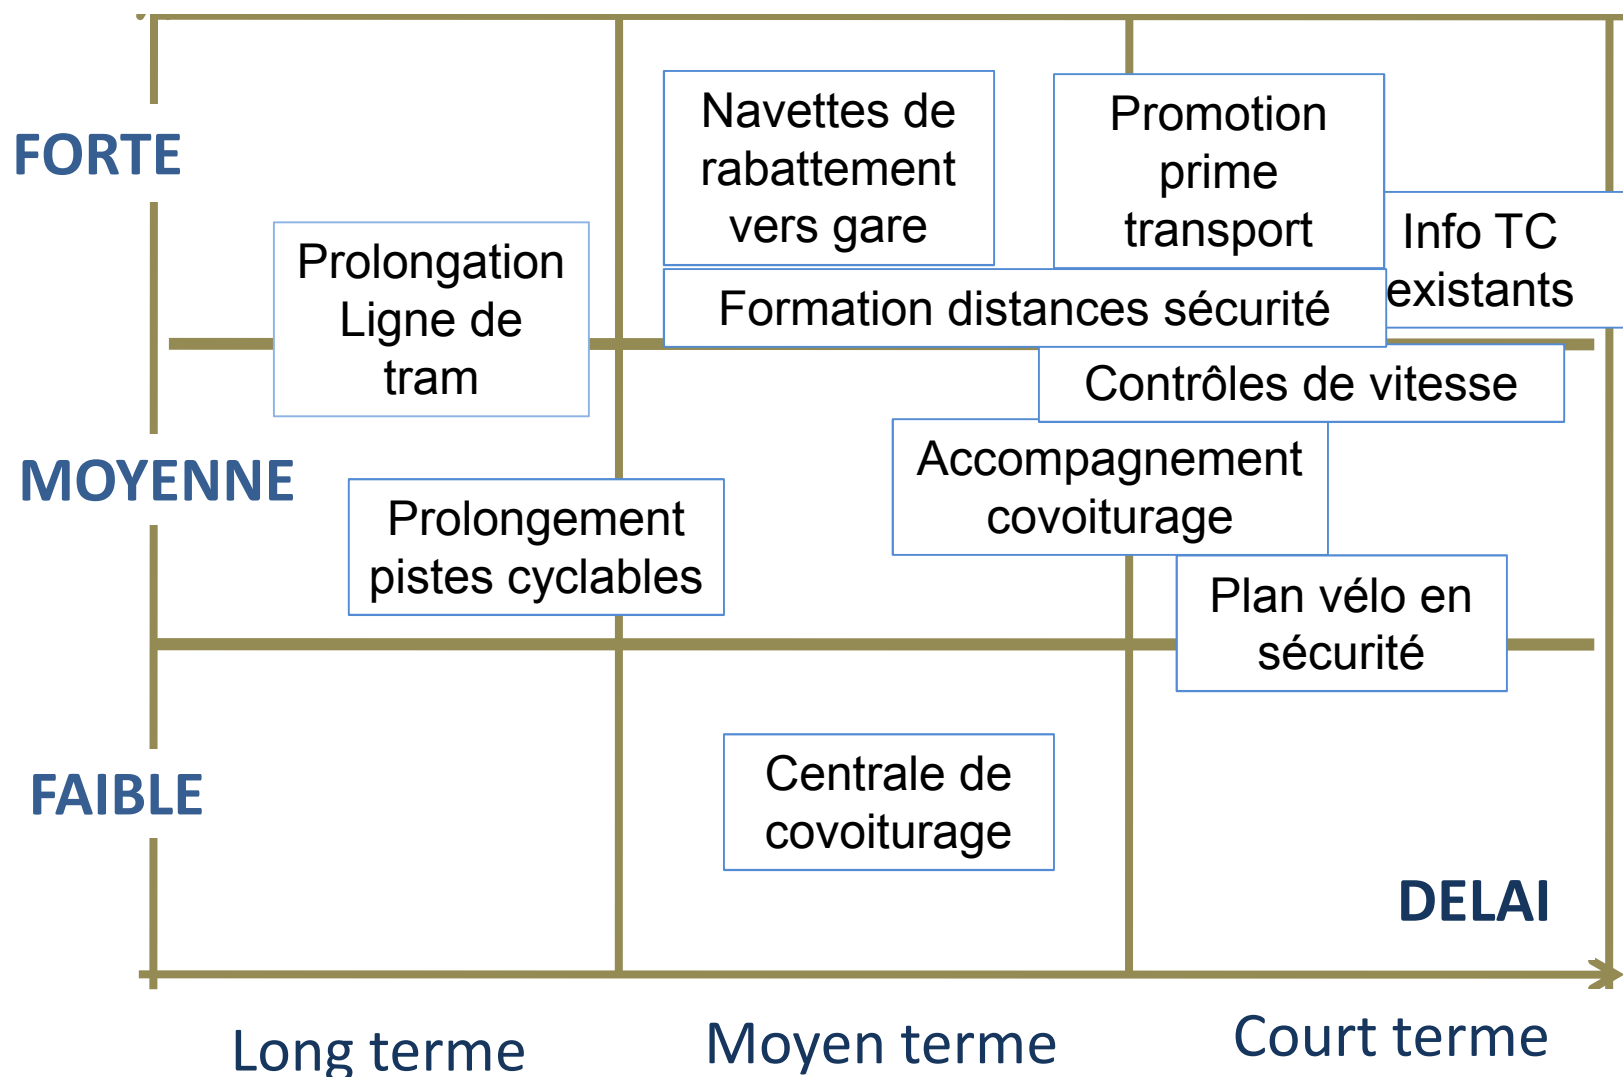 FORTE
Navettes de
rabattement
vers gare
Promotion
prime
transport
Info TC
existants
Prolongation
Ligne de
tram
Formation distances sécurité
Contrôles de vitesse
MOYENNE
Accompagnement
covoiturage
Prolongement
pistes cyclables
Plan vélo en
sécurité
FAIBLE
Centrale de
covoiturage
DELAI
Long terme
Moyen terme
Court terme